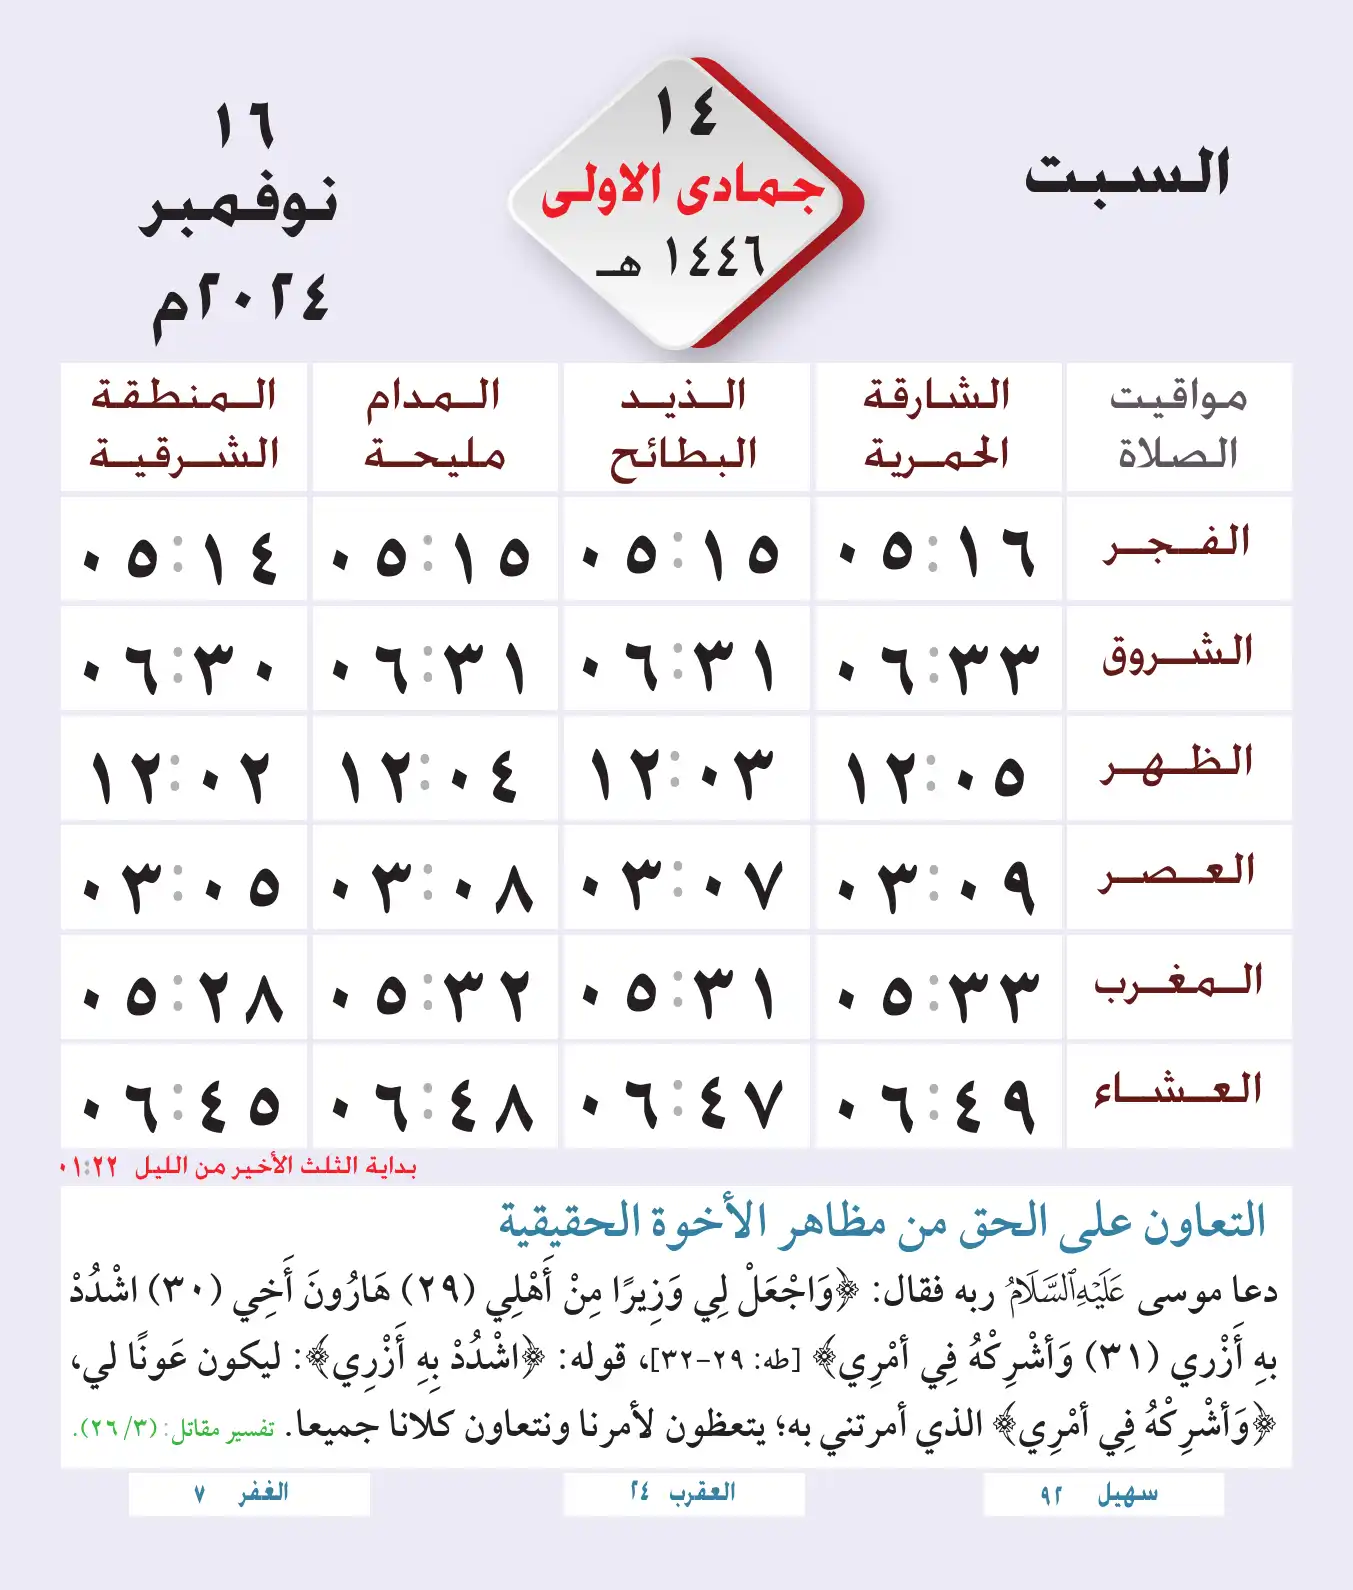 السبت
١٤
جمادى الاولى
١٤٤٦ هـ
١٦
نوفمبر
٢٠٢٤م
مواقيت الصلاة	الشارقة الحمرية	الذيد البطائح	المدام مليحة	المنطقة الشرقية
الفجر	٠٥:١٦	٠٥:١٥	٠٥:١٥	٠٥:١٤
الشروق	٠٦:٣٣	٠٦:٣١	٠٦:٣١	٠٦:٣٠
الظهر	١٢:٠٥	١٢:٠٣	١٢:٠٤	١٢:٠٢
العصر	٠٣:٠٩	٠٣:٠٧	٠٣:٠٨	٠٣:٠٥
المغرب	٠٥:٣٣	٠٥:٣١	٠٥:٣٢	٠٥:٢٨
العشاء	٠٦:٤٩	٠٦:٤٧	٠٦:٤٨	٠٦:٤٥
بداية الثلث الأخير من الليل ٠١:٢٢
التعاون على الحق من مظاهر الأخوة الحقيقية
دعا موسى عَلَيْهِ ٱلسَّلَامُ ربه فقال: ﴿وَاجْعَلْ لِي وَزِيرًا مِنْ أَهْلِي (٢٩) هَارُونَ أَخِي (٣٠) اشْدُدْ
بِهِ أَزْرِي (٣١) وَأَشْرِكْهُ فِي أَمْرِي﴾ [طه: ٢٩-٣٢]، قوله: ﴿اشْدُدْ بِهِ أَزْرِي﴾: ليكون عَونًا لي،
﴿وَأَشْرِكْهُ فِي أَمْرِي﴾ الذي أمرتني به؛ يتعظون لأمرنا ونتعاون كلانا جميعا. تفسير مقاتل: (٣/ ٢٦).
سهيل ٩٢
العقرب ٢٤
الغفر ٧